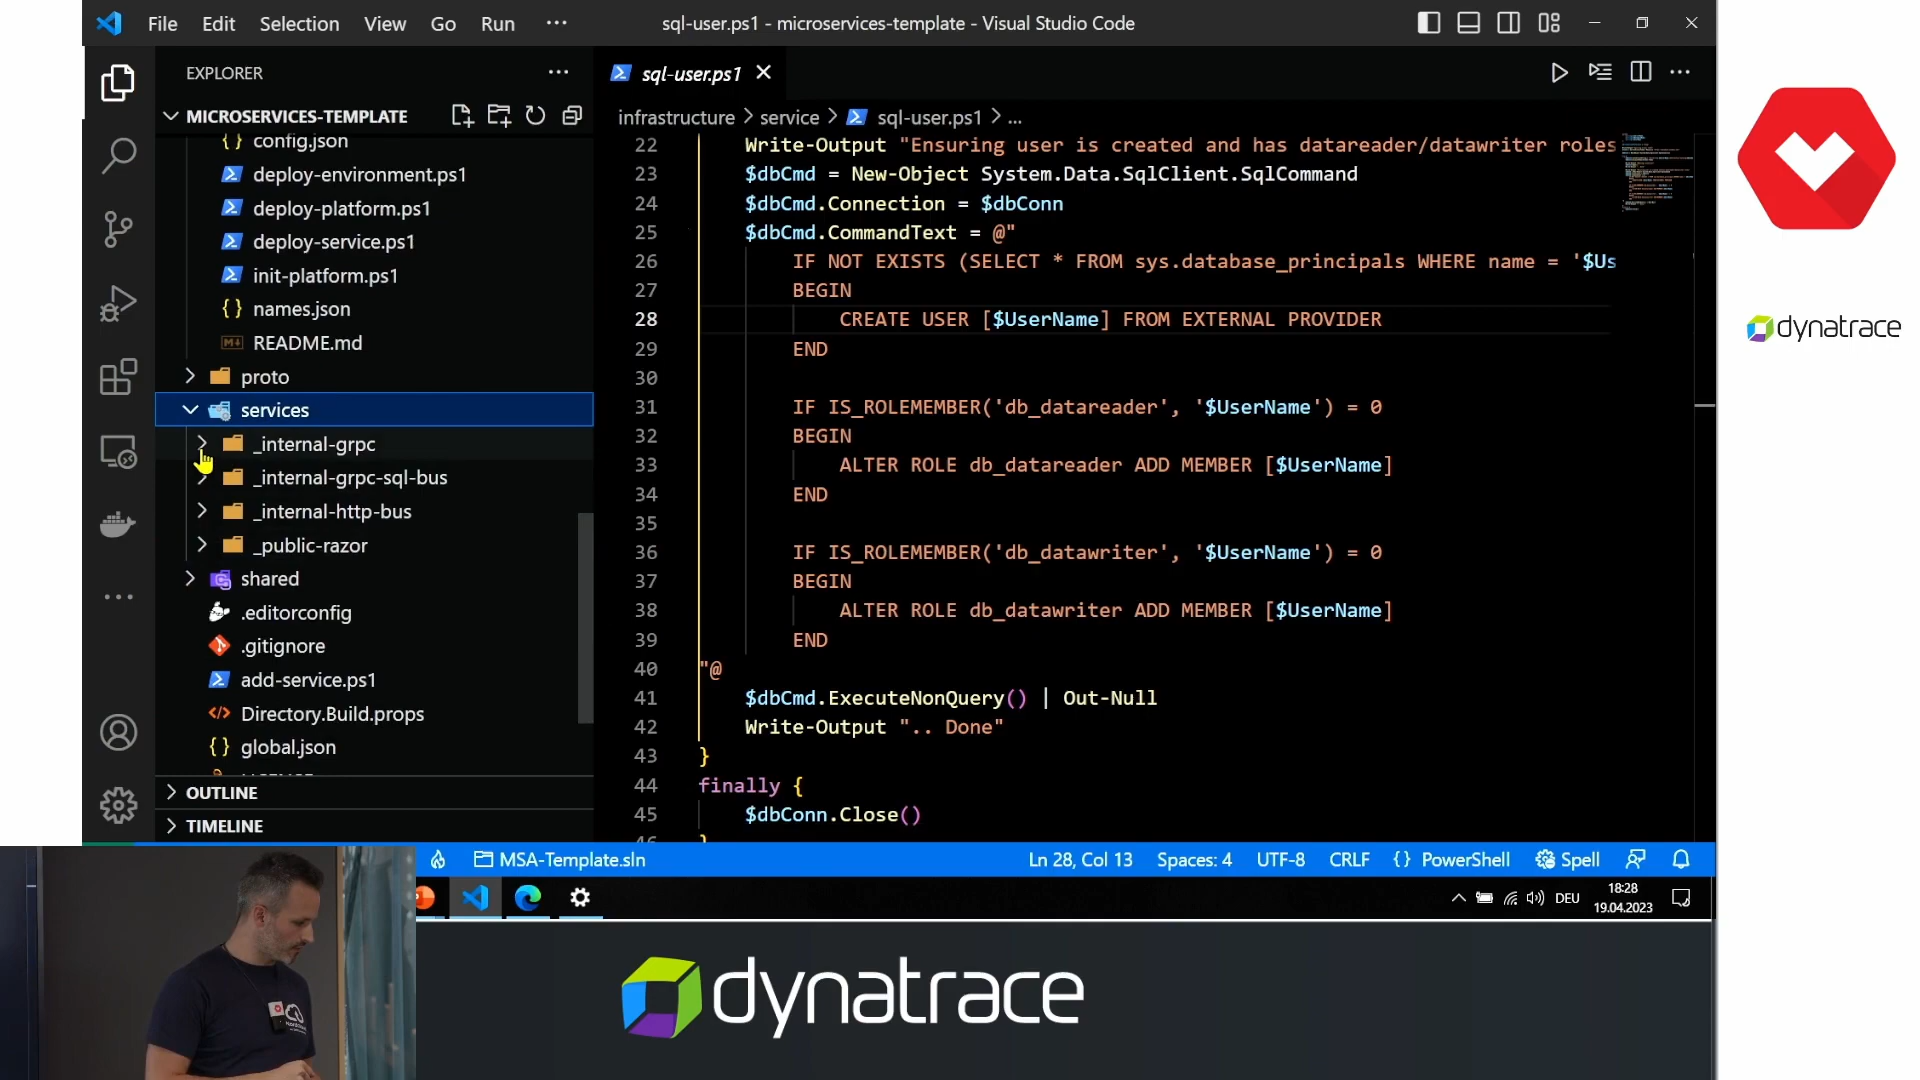 File Edit Selection View Go Run ···
sql-user.ps1 - microservices-template - Visual Studio Code
EXPLORER
MICROSERVICES-TEMPLATE
{ } config.json
deploy-environment.ps1
deploy-platform.ps1
deploy-service.ps1
init-platform.ps1
{ } names.json
README.md
proto
services
_internal-grpc
_internal-grpc-sql-bus
_internal-http-bus
_public-razor
shared
.editorconfig
.gitignore
add-service.ps1
Directory.Build.props
{ } global.json
OUTLINE
TIMELINE
sql-user.ps1
infrastructure > service > sql-user.ps1 > ...
22 Write-Output "Ensuring user is created and has datareader/datawriter roles
23 $dbCmd = New-Object System.Data.SqlClient.SqlCommand
24 $dbCmd.Connection = $dbConn
25 $dbCmd.CommandText = @"
26 IF NOT EXISTS (SELECT * FROM sys.database_principals WHERE name = '$Us
27 BEGIN
28 CREATE USER [$UserName] FROM EXTERNAL PROVIDER
29 END
30
31 IF IS_ROLEMEMBER('db_datareader', '$UserName') = 0
32 BEGIN
33 ALTER ROLE db_datareader ADD MEMBER [$UserName]
34 END
35
36 IF IS_ROLEMEMBER('db_datawriter', '$UserName') = 0
37 BEGIN
38 ALTER ROLE db_datawriter ADD MEMBER [$UserName]
39 END
40 "@
41 $dbCmd.ExecuteNonQuery() | Out-Null
42 Write-Output ".. Done"
43 }
44 finally {
45 $dbConn.Close()
MSA-Template.sln
Ln 28, Col 13 Spaces: 4 UTF-8 CRLF { } PowerShell Spell
DEU
18:28
19.04.2023
dynatrace
dynatrace